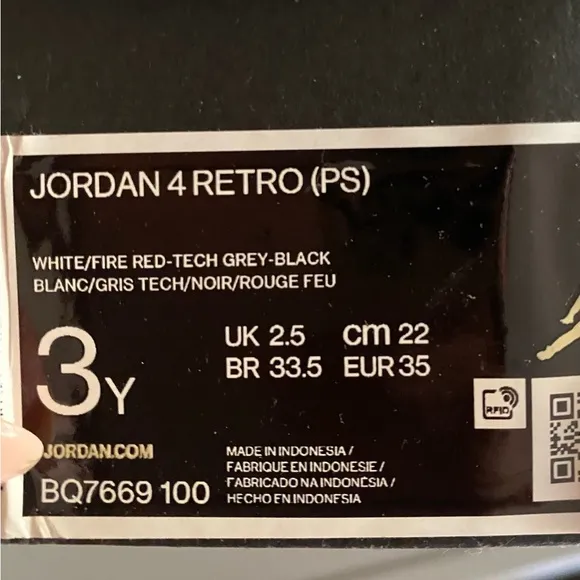 JORDAN 4 RETRO (PS)
WHITE/FIRE RED-TECH GREY-BLACK
BLANC/GRIS TECH/NOIR/ROUGE FEU
3Y
UK 2.5 cm 22
BR 33.5 EUR 35
RFID
JORDAN.COM
BQ7669 100
MADE IN INDONESIA /
FABRIQUE EN INDONESIE /
FABRICADO NA INDONESIA /
HECHO EN INDONESIA